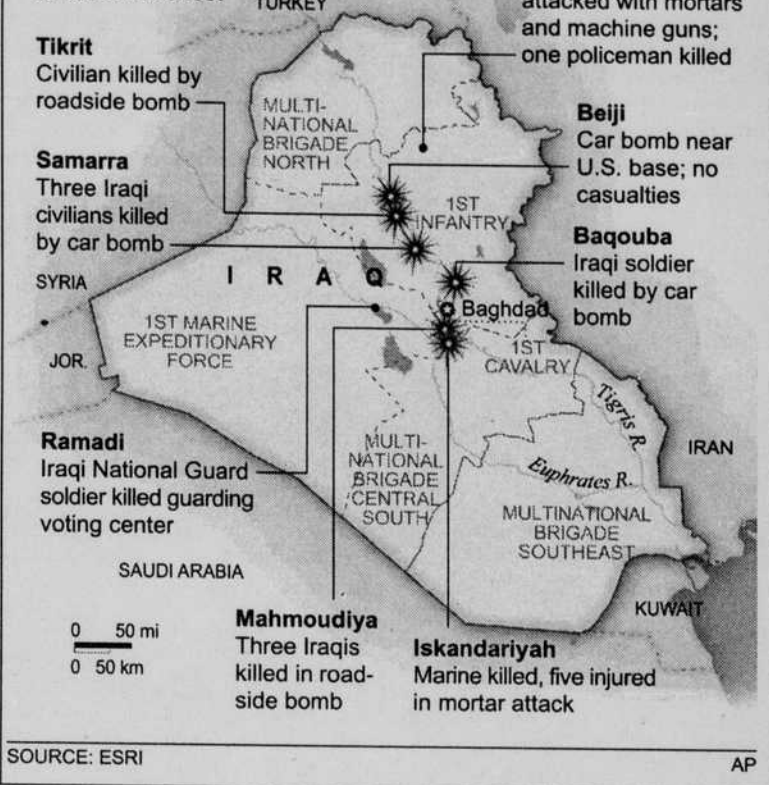 TURKEY
attacked with mortars
and machine guns;
one policeman killed
Tikrit
Civilian killed by
roadside bomb
MULTI-
NATIONAL
BRIGADE
NORTH
Beiji
Car bomb near
U.S. base; no
casualties
Samarra
Three Iraqi
civilians killed
by car bomb
1ST
INFANTRY
Baqouba
Iraqi soldier
killed by car
bomb
SYRIA
IRAQ
Baghdad
1ST MARINE
EXPEDITIONARY
FORCE
JOR.
1ST
CAVALRY
Tigris R.
IRAN
Ramadi
Iraqi National Guard
soldier killed guarding
voting center
MULTI-
NATIONAL
BRIGADE
CENTRAL
SOUTH
Euphrates R.
MULTINATIONAL
BRIGADE
SOUTHEAST
SAUDI ARABIA
KUWAIT
0 50 mi
0 50 km
Mahmoudiya
Three Iraqis
killed in road-
side bomb
Iskandariyah
Marine killed, five injured
in mortar attack
SOURCE: ESRI
AP